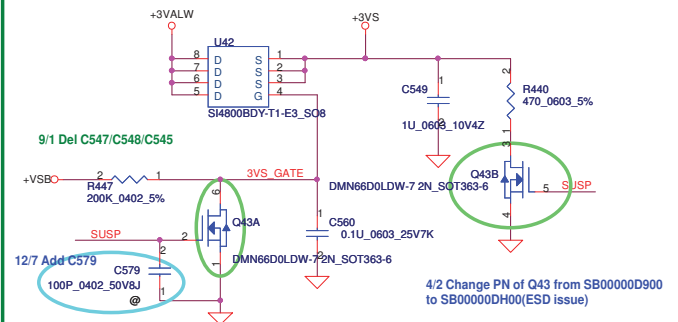 +3VALW
+3VS
U42
8 D S 1
7 D S 2
6 D S 3
5 D G 4
SI4800BDY-T1-E3_SO8
C549
1
2
1U_0603_10V4Z
2
R440
470_0603_5%
1
9/1 Del C547/C548/C545
+VSB
2
1
R447
200K_0402_5%
3VS_GATE
6
Q43A
2
1
DMN66D0LDW-7 2N_SOT363-6
SUSP
12/7 Add C579
2
C579
100P_0402_50V8J
1
@
1
C560
0.1U_0603_25V7K
2
3
Q43B
DMN66D0LDW-7 2N_SOT363-6
5
SUSP
4
4/2 Change PN of Q43 from SB00000D900
to SB00000DH00(ESD issue)